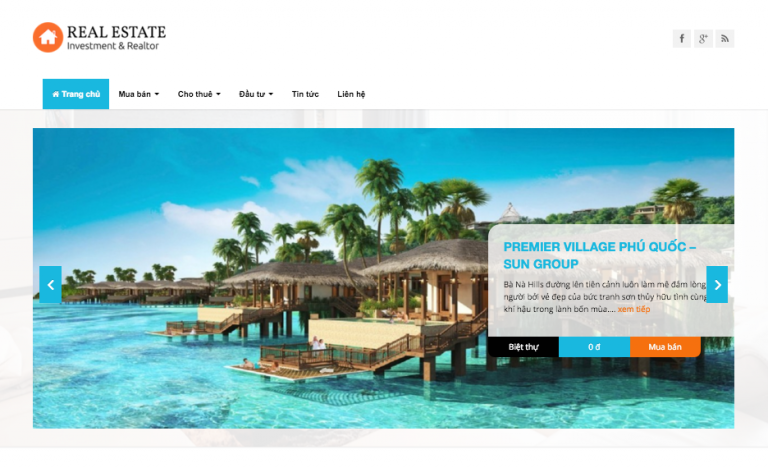 REAL ESTATE
Investment & Realtor
Trang chủ
Mua bán
Cho thuê
Đầu tư
Tin tức
Liên hệ
PREMIER VILLAGE PHÚ QUỐC –
SUN GROUP
Bà Nà Hills đường lên tiên cảnh luôn làm mê đắm lòng
người bởi vẻ đẹp của bức tranh sơn thủy hữu tình cùng
khí hậu trong lành bốn mùa.... xem tiếp
Biệt thự
0 đ
Mua bán